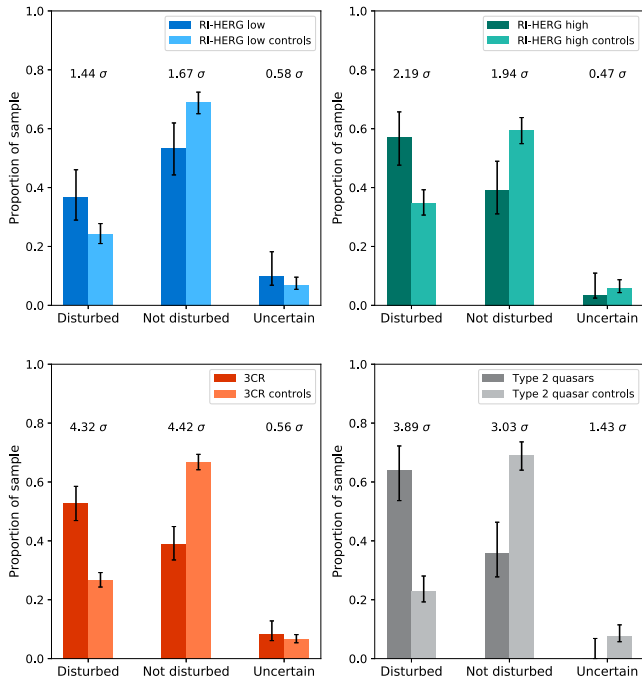 RI-HERG low
RI-HERG low controls
1.44 σ
1.67 σ
0.58 σ
Proportion of sample
1.0
0.8
0.6
0.4
0.2
0.0
Disturbed
Not disturbed
Uncertain
RI-HERG high
RI-HERG high controls
2.19 σ
1.94 σ
0.47 σ
Proportion of sample
1.0
0.8
0.6
0.4
0.2
0.0
Disturbed
Not disturbed
Uncertain
3CR
3CR controls
4.32 σ
4.42 σ
0.56 σ
Proportion of sample
1.0
0.8
0.6
0.4
0.2
0.0
Disturbed
Not disturbed
Uncertain
Type 2 quasars
Type 2 quasar controls
3.89 σ
3.03 σ
1.43 σ
Proportion of sample
1.0
0.8
0.6
0.4
0.2
0.0
Disturbed
Not disturbed
Uncertain